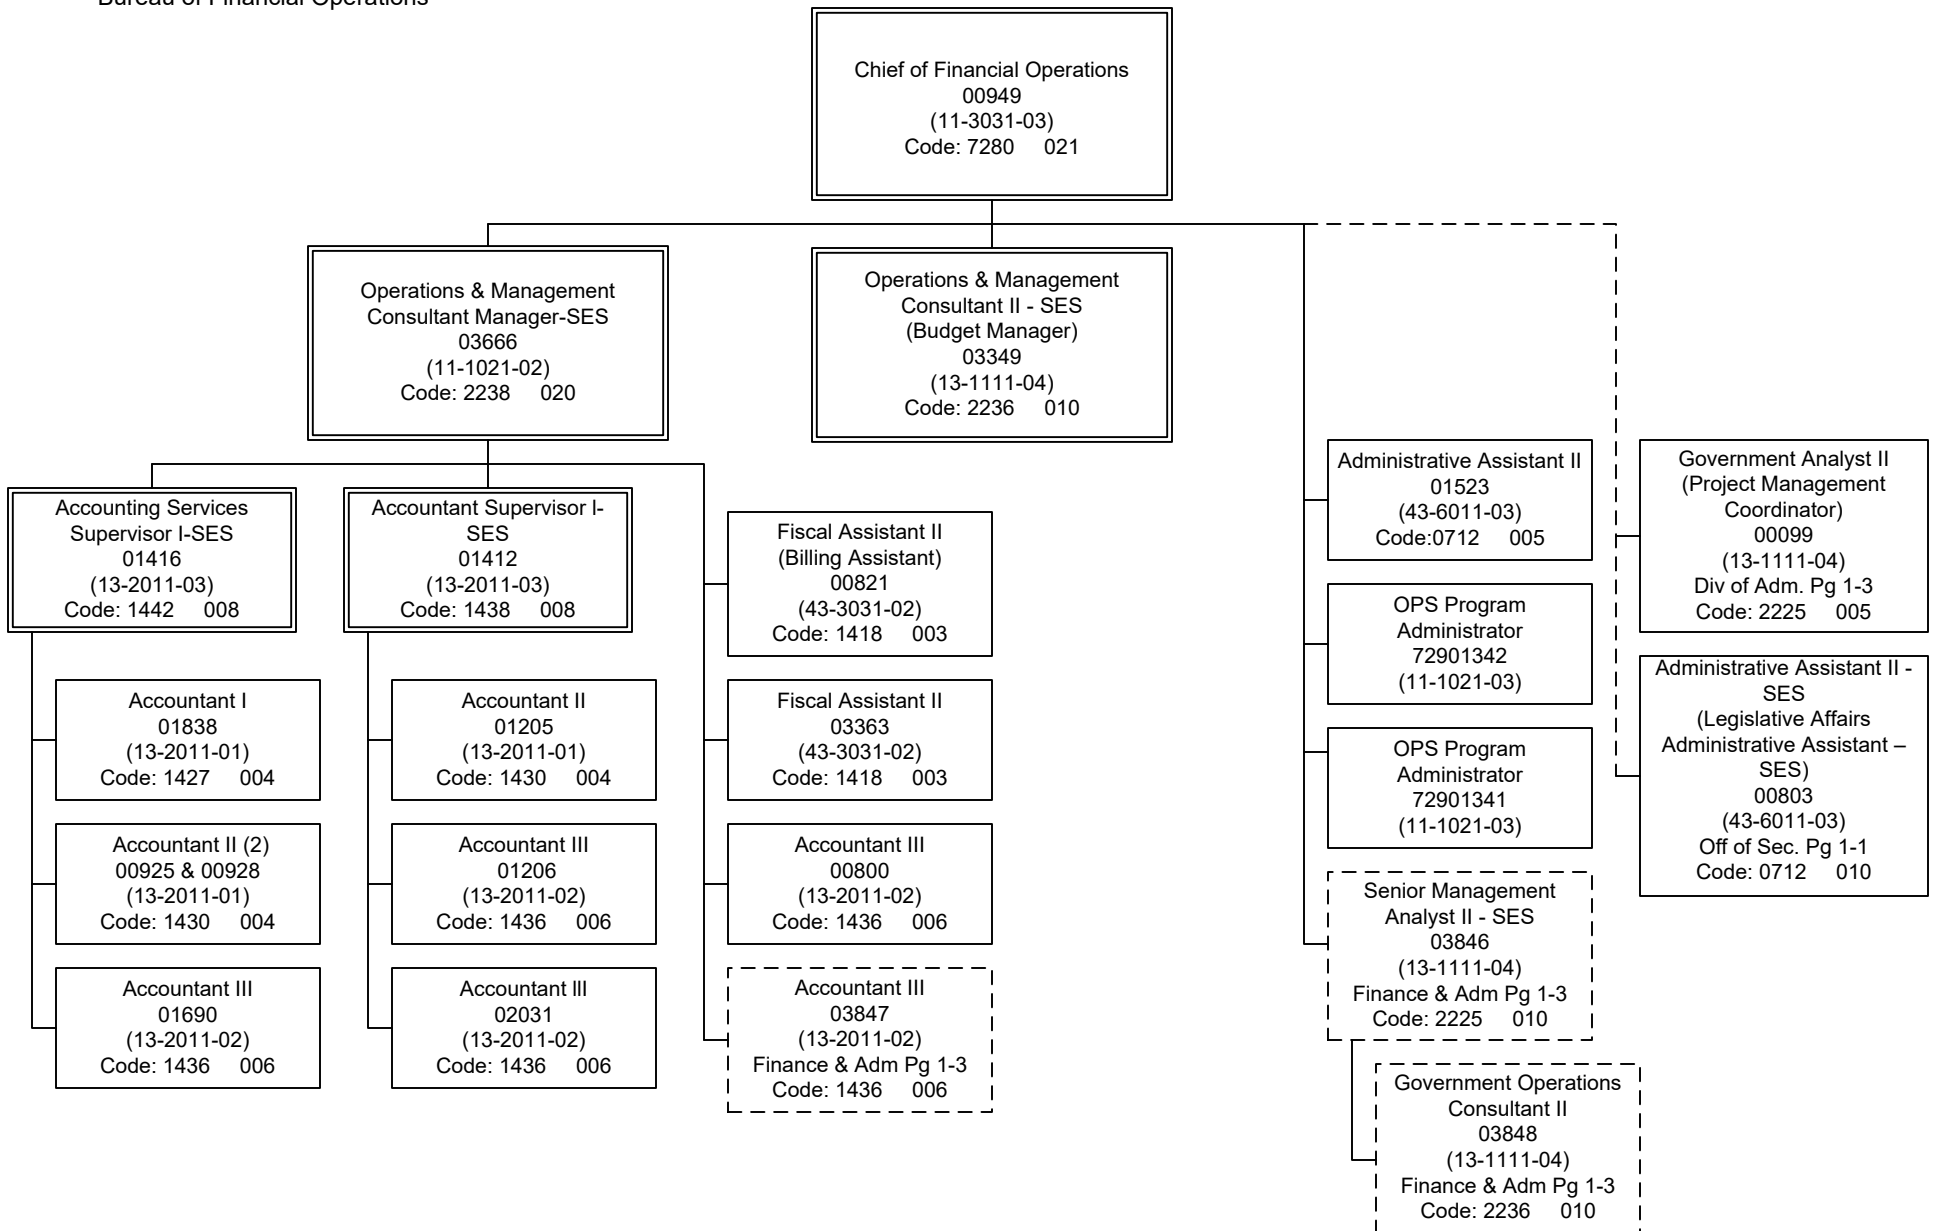 Bureau of Financial Operations
Chief of Financial Operations
00949
(11-3031-03)
Code: 7280 021
Operations & Management
Consultant Manager-SES
03666
(11-1021-02)
Code: 2238 020
Operations & Management
Consultant II - SES
(Budget Manager)
03349
(13-1111-04)
Code: 2236 010
Accounting Services
Supervisor I-SES
01416
(13-2011-03)
Code: 1442 008
Accountant I
01838
(13-2011-01)
Code: 1427 004
Accountant II (2)
00925 & 00928
(13-2011-01)
Code: 1430 004
Accountant III
01690
(13-2011-02)
Code: 1436 006
Accountant Supervisor I-
SES
01412
(13-2011-03)
Code: 1438 008
Accountant II
01205
(13-2011-01)
Code: 1430 004
Accountant III
01206
(13-2011-02)
Code: 1436 006
Accountant III
02031
(13-2011-02)
Code: 1436 006
Fiscal Assistant II
(Billing Assistant)
00821
(43-3031-02)
Code: 1418 003
Fiscal Assistant II
03363
(43-3031-02)
Code: 1418 003
Accountant III
00800
(13-2011-02)
Code: 1436 006
Accountant III
03847
(13-2011-02)
Finance & Adm Pg 1-3
Code: 1436 006
Administrative Assistant II
01523
(43-6011-03)
Code:0712 005
OPS Program
Administrator
72901342
(11-1021-03)
OPS Program
Administrator
72901341
(11-1021-03)
Senior Management
Analyst II - SES
03846
(13-1111-04)
Finance & Adm Pg 1-3
Code: 2225 010
Government Operations
Consultant II
03848
(13-1111-04)
Finance & Adm Pg 1-3
Code: 2236 010
Government Analyst II
(Project Management
Coordinator)
00099
(13-1111-04)
Div of Adm. Pg 1-3
Code: 2225 005
Administrative Assistant II -
SES
(Legislative Affairs
Administrative Assistant –
SES)
00803
(43-6011-03)
Off of Sec. Pg 1-1
Code: 0712 010